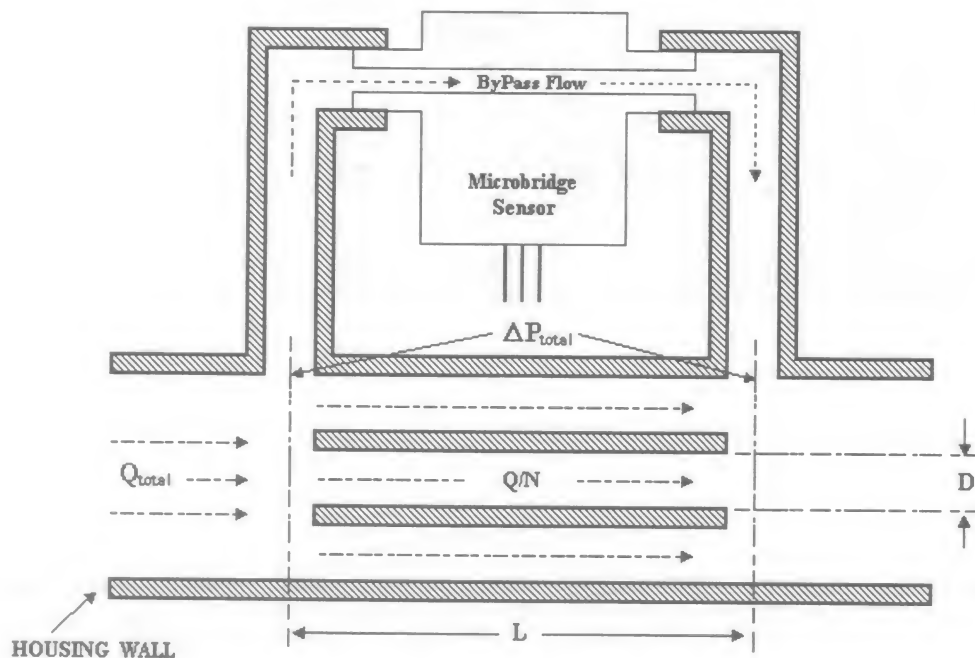 ByPass Flow
Microbridge
Sensor
ΔPtotal
Qtotal
Q/N
D
L
HOUSING WALL